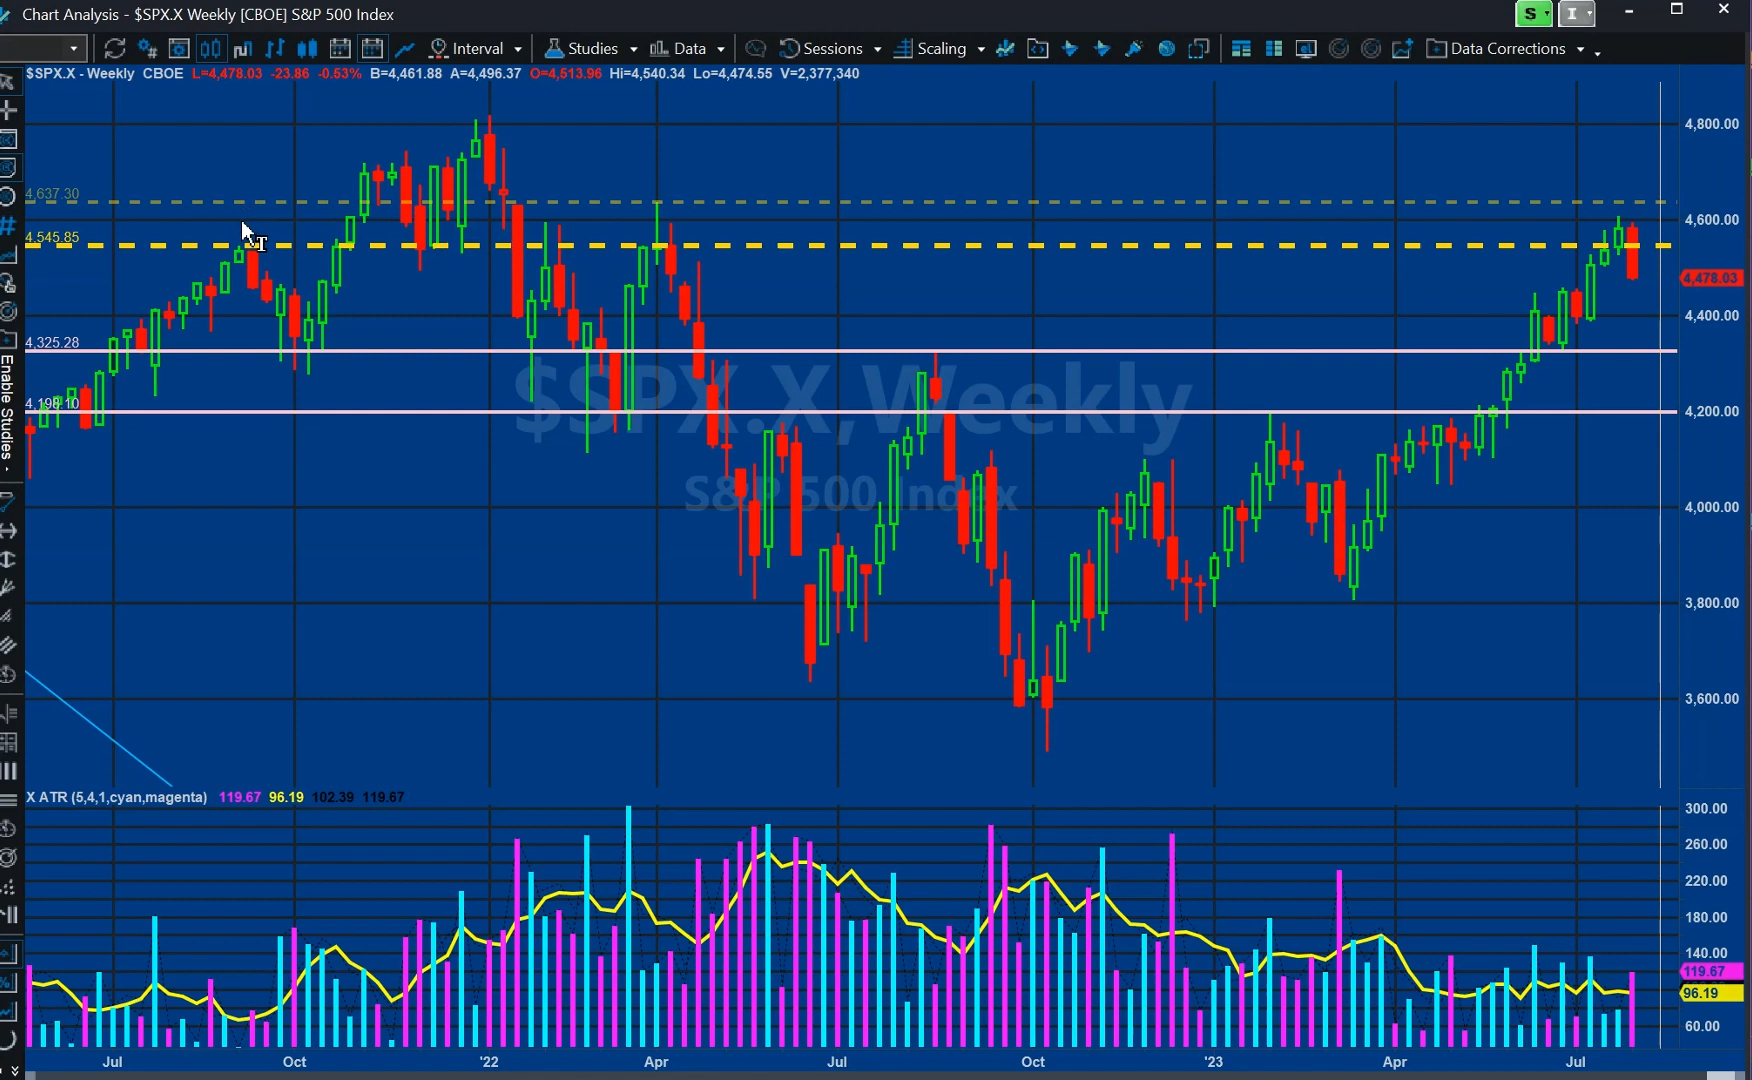 Chart Analysis - $SPX.X Weekly [CBOE] S&P 500 Index
S
I
Interval
Studies
Data
Sessions
Scaling
Data Corrections
$SPX.X - Weekly CBOE L=4,478.03 -23.86 -0.53% B=4,461.88 A=4,496.37 O=4,513.96 Hi=4,540.34 Lo=4,474.55 V=2,377,340
4,800.00
4,637.30
4,600.00
4,545.85
4,478.03
4,400.00
4,325.28
4,198.10
4,200.00
Enable Studies
$SPX.X,Weekly
S&P 500 Index
4,000.00
3,800.00
3,600.00
X ATR (5,4,1,cyan,magenta) 119.67 96.19 102.39 119.67
300.00
260.00
220.00
180.00
140.00
119.67
96.19
60.00
Jul Oct '22 Apr Jul Oct '23 Apr Jul